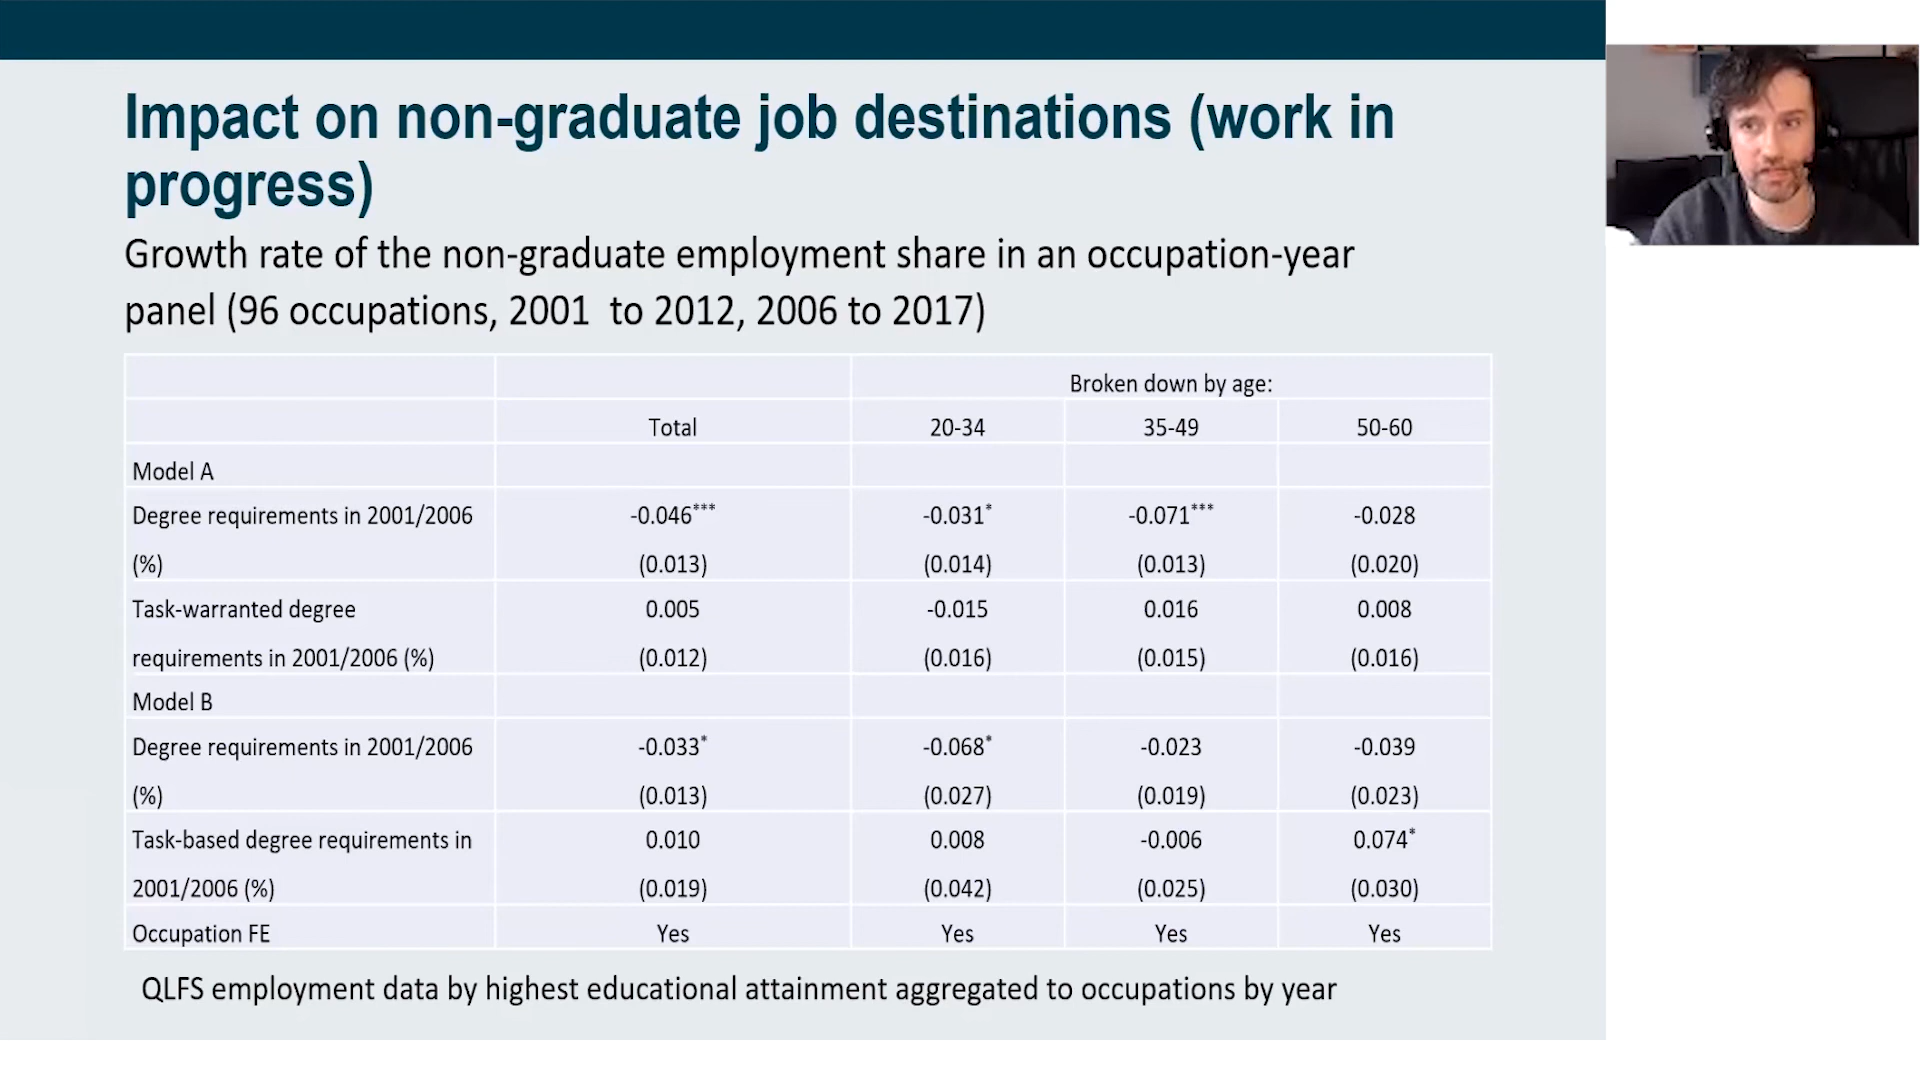 Impact on non-graduate job destinations (work in
progress)
Growth rate of the non-graduate employment share in an occupation-year
panel (96 occupations, 2001 to 2012, 2006 to 2017)
Broken down by age:
Total 20-34 35-49 50-60
Model A
Degree requirements in 2001/2006 -0.046*** -0.031* -0.071*** -0.028
(%) (0.013) (0.014) (0.013) (0.020)
Task-warranted degree 0.005 -0.015 0.016 0.008
requirements in 2001/2006 (%) (0.012) (0.016) (0.015) (0.016)
Model B
Degree requirements in 2001/2006 -0.033* -0.068* -0.023 -0.039
(%) (0.013) (0.027) (0.019) (0.023)
Task-based degree requirements in 0.010 0.008 -0.006 0.074*
2001/2006 (%) (0.019) (0.042) (0.025) (0.030)
Occupation FE Yes Yes Yes Yes
QLFS employment data by highest educational attainment aggregated to occupations by year